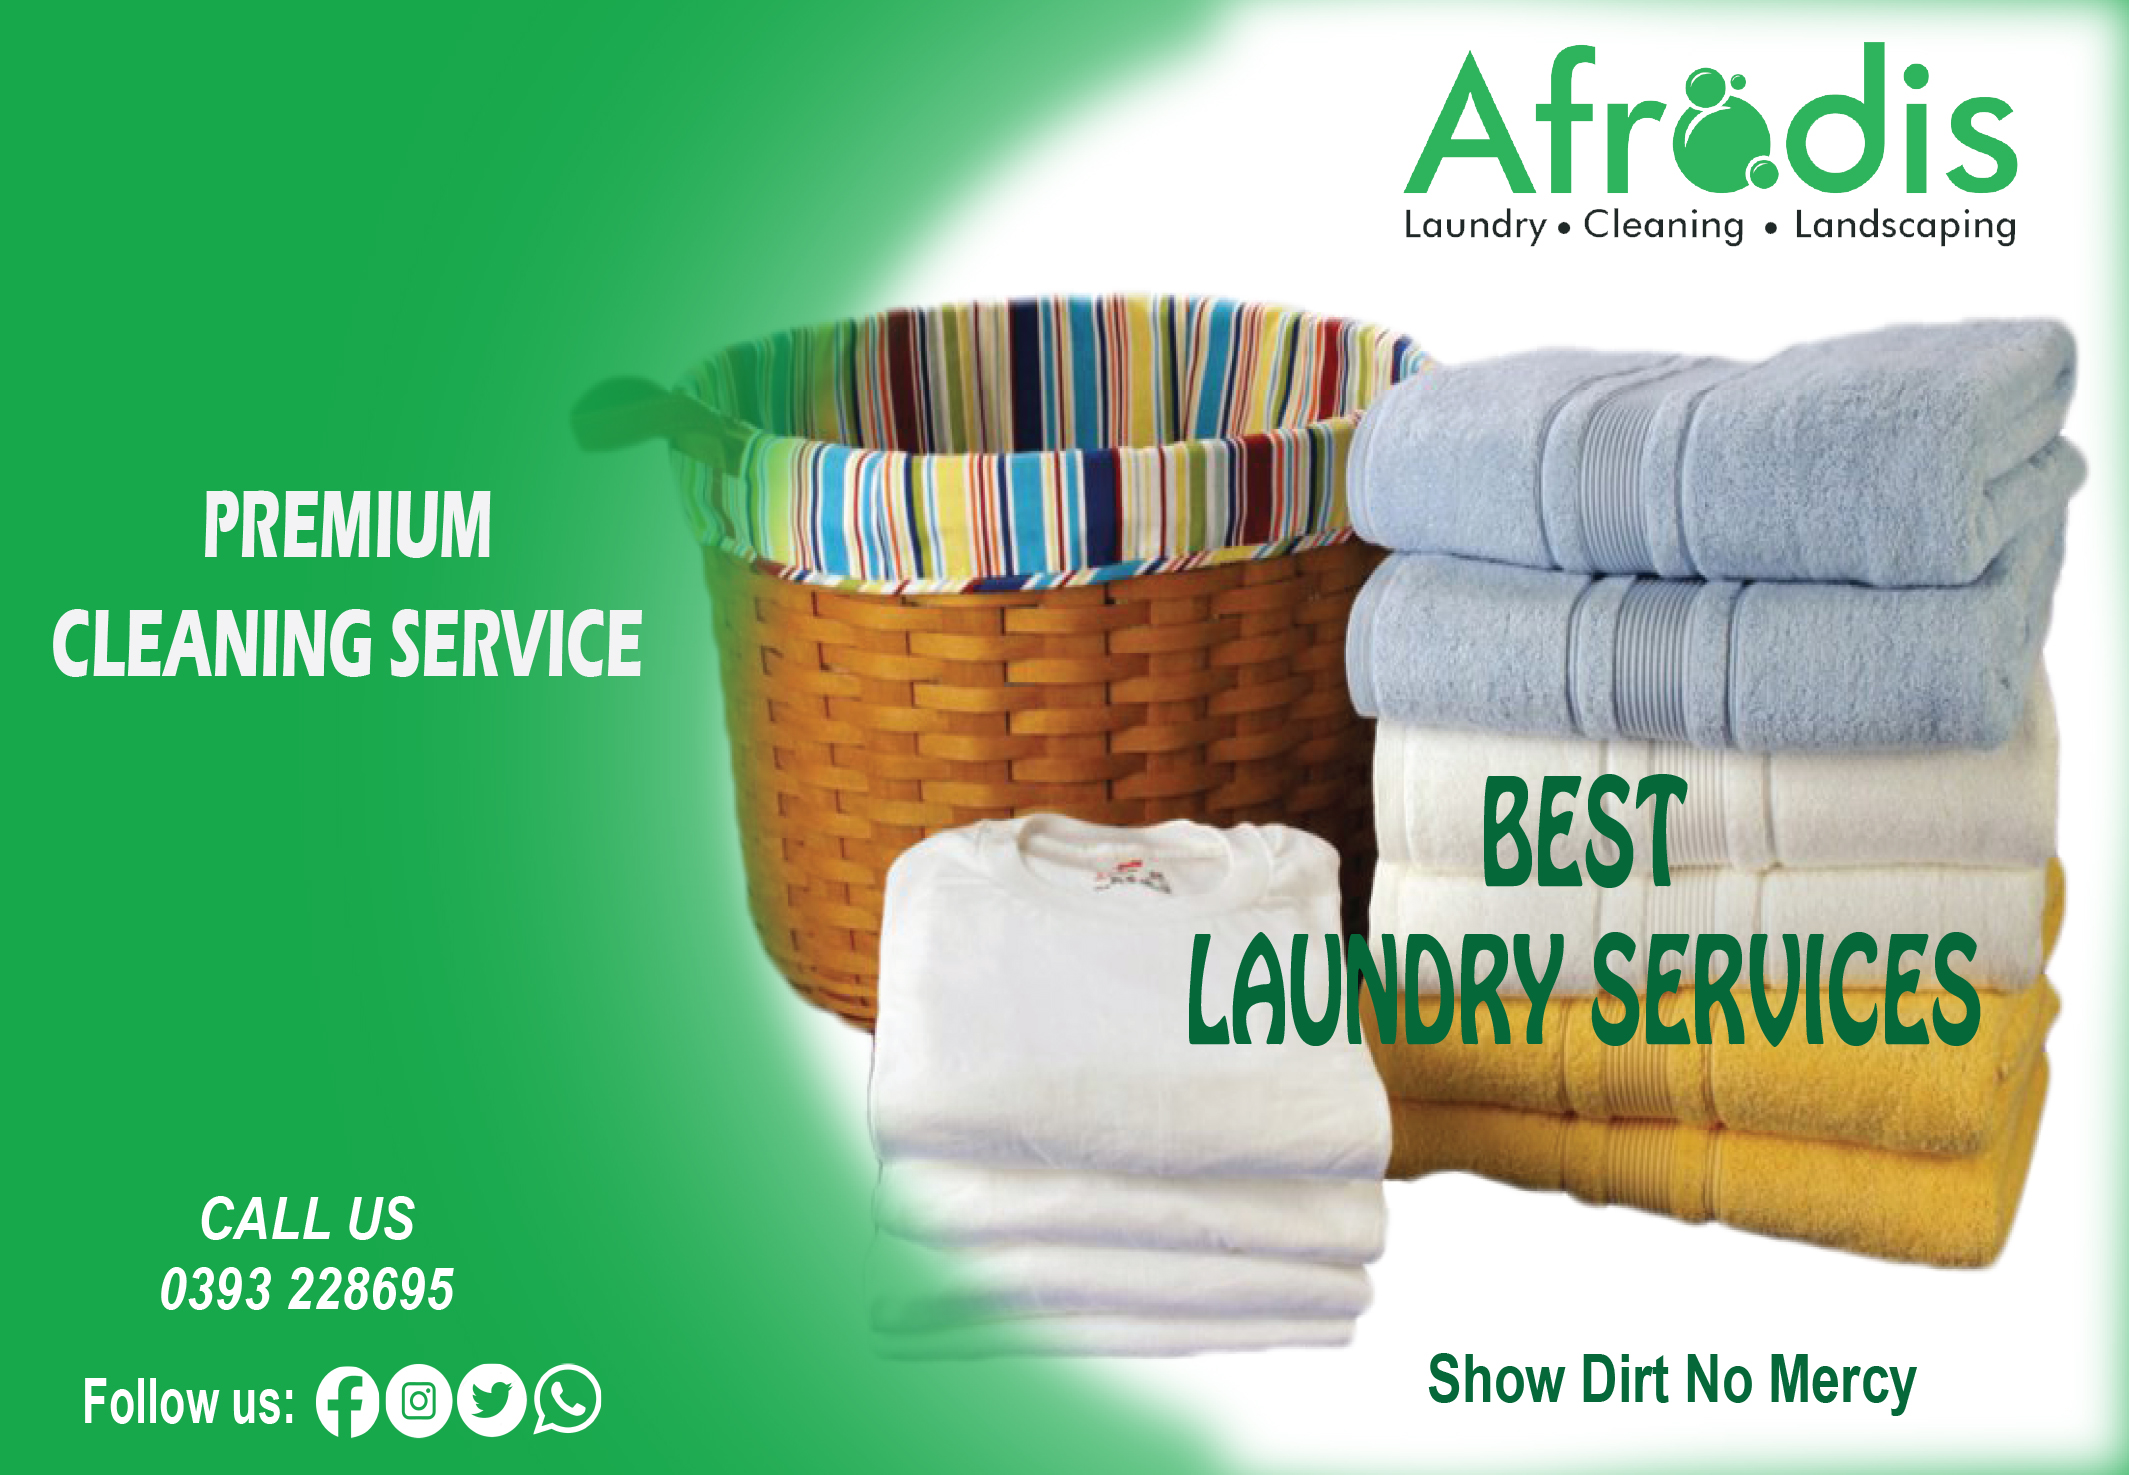 Afrodis
Laundry • Cleaning • Landscaping
PREMIUM
CLEANING SERVICE
BEST
LAUNDRY SERVICES
CALL US
0393 228695
Follow us:
Show Dirt No Mercy